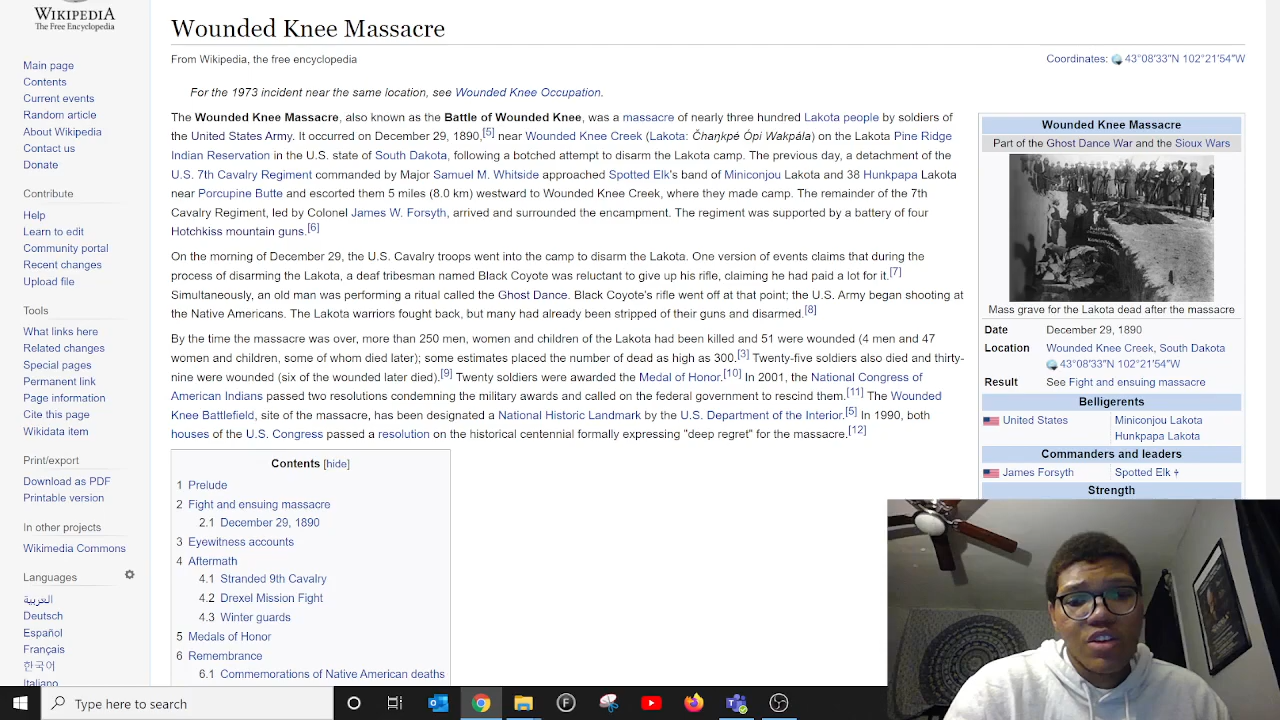 WIKIPEDIA
The Free Encyclopedia
Main page
Contents
Current events
Random article
About Wikipedia
Contact us
Donate
Contribute
Help
Learn to edit
Community portal
Recent changes
Upload file
Tools
What links here
Related changes
Special pages
Permanent link
Page information
Cite this page
Wikidata item
Print/export
Download as PDF
Printable version
In other projects
Wikimedia Commons
Languages
العربية
Deutsch
Español
Français
한국어
Italiano
Wounded Knee Massacre
From Wikipedia, the free encyclopedia
Coordinates: 43°08′33″N 102°21′54″W
For the 1973 incident near the same location, see Wounded Knee Occupation.
The Wounded Knee Massacre, also known as the Battle of Wounded Knee, was a massacre of nearly three hundred Lakota people by soldiers of
the United States Army. It occurred on December 29, 1890,[5] near Wounded Knee Creek (Lakota: Čhaŋkpé Ópi Wakpála) on the Lakota Pine Ridge
Indian Reservation in the U.S. state of South Dakota, following a botched attempt to disarm the Lakota camp. The previous day, a detachment of the
U.S. 7th Cavalry Regiment commanded by Major Samuel M. Whitside approached Spotted Elk's band of Miniconjou Lakota and 38 Hunkpapa Lakota
near Porcupine Butte and escorted them 5 miles (8.0 km) westward to Wounded Knee Creek, where they made camp. The remainder of the 7th
Cavalry Regiment, led by Colonel James W. Forsyth, arrived and surrounded the encampment. The regiment was supported by a battery of four
Hotchkiss mountain guns.[6]
On the morning of December 29, the U.S. Cavalry troops went into the camp to disarm the Lakota. One version of events claims that during the
process of disarming the Lakota, a deaf tribesman named Black Coyote was reluctant to give up his rifle, claiming he had paid a lot for it.[7]
Simultaneously, an old man was performing a ritual called the Ghost Dance. Black Coyote's rifle went off at that point; the U.S. Army began shooting at
the Native Americans. The Lakota warriors fought back, but many had already been stripped of their guns and disarmed.[8]
By the time the massacre was over, more than 250 men, women and children of the Lakota had been killed and 51 were wounded (4 men and 47
women and children, some of whom died later); some estimates placed the number of dead as high as 300.[3] Twenty-five soldiers also died and thirty-
nine were wounded (six of the wounded later died).[9] Twenty soldiers were awarded the Medal of Honor.[10] In 2001, the National Congress of
American Indians passed two resolutions condemning the military awards and called on the federal government to rescind them.[11] The Wounded
Knee Battlefield, site of the massacre, has been designated a National Historic Landmark by the U.S. Department of the Interior.[5] In 1990, both
houses of the U.S. Congress passed a resolution on the historical centennial formally expressing "deep regret" for the massacre.[12]
Contents [hide]
1 Prelude
2 Fight and ensuing massacre
2.1 December 29, 1890
3 Eyewitness accounts
4 Aftermath
4.1 Stranded 9th Cavalry
4.2 Drexel Mission Fight
4.3 Winter guards
5 Medals of Honor
6 Remembrance
6.1 Commemorations of Native American deaths
Wounded Knee Massacre
Part of the Ghost Dance War and the Sioux Wars
Mass grave for the Lakota dead after the massacre
Date December 29, 1890
Location Wounded Knee Creek, South Dakota
43°08′33″N 102°21′54″W
Result See Fight and ensuing massacre
Belligerents
United States Miniconjou Lakota
Hunkpapa Lakota
Commanders and leaders
James Forsyth Spotted Elk ‡
Strength
Type here to search